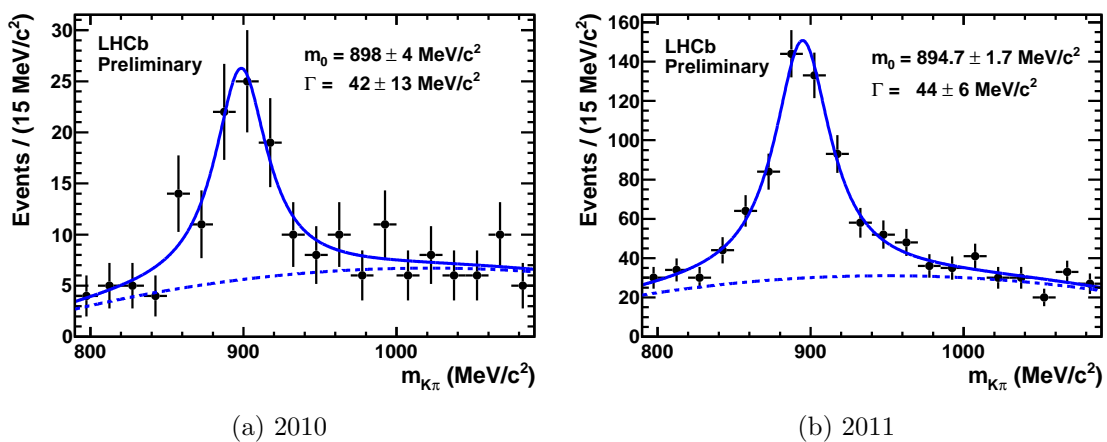 Events / (15 MeV/c²)
30
25
20
15
10
5
0
LHCb
Preliminary
m₀ = 898 ± 4 MeV/c²
Γ = 42 ± 13 MeV/c²
800 900 1000
m_Kπ (MeV/c²)
(a) 2010
Events / (15 MeV/c²)
160
140
120
100
80
60
40
20
0
LHCb
Preliminary
m₀ = 894.7 ± 1.7 MeV/c²
Γ = 44 ± 6 MeV/c²
800 900 1000
m_Kπ (MeV/c²)
(b) 2011